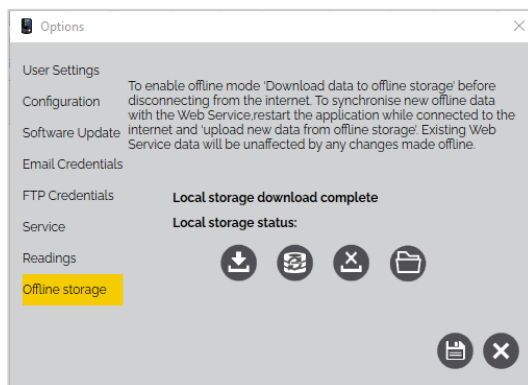 Options
User Settings
Configuration
Software Update
Email Credentials
FTP Credentials
Service
Readings
Offline storage
To enable offline mode 'Download data to offline storage' before
disconnecting from the internet. To synchronise new offline data
with the Web Service,restart the application while connected to the
internet and 'upload new data from offline storage'. Existing Web
Service data will be unaffected by any changes made offline.
Local storage download complete
Local storage status: